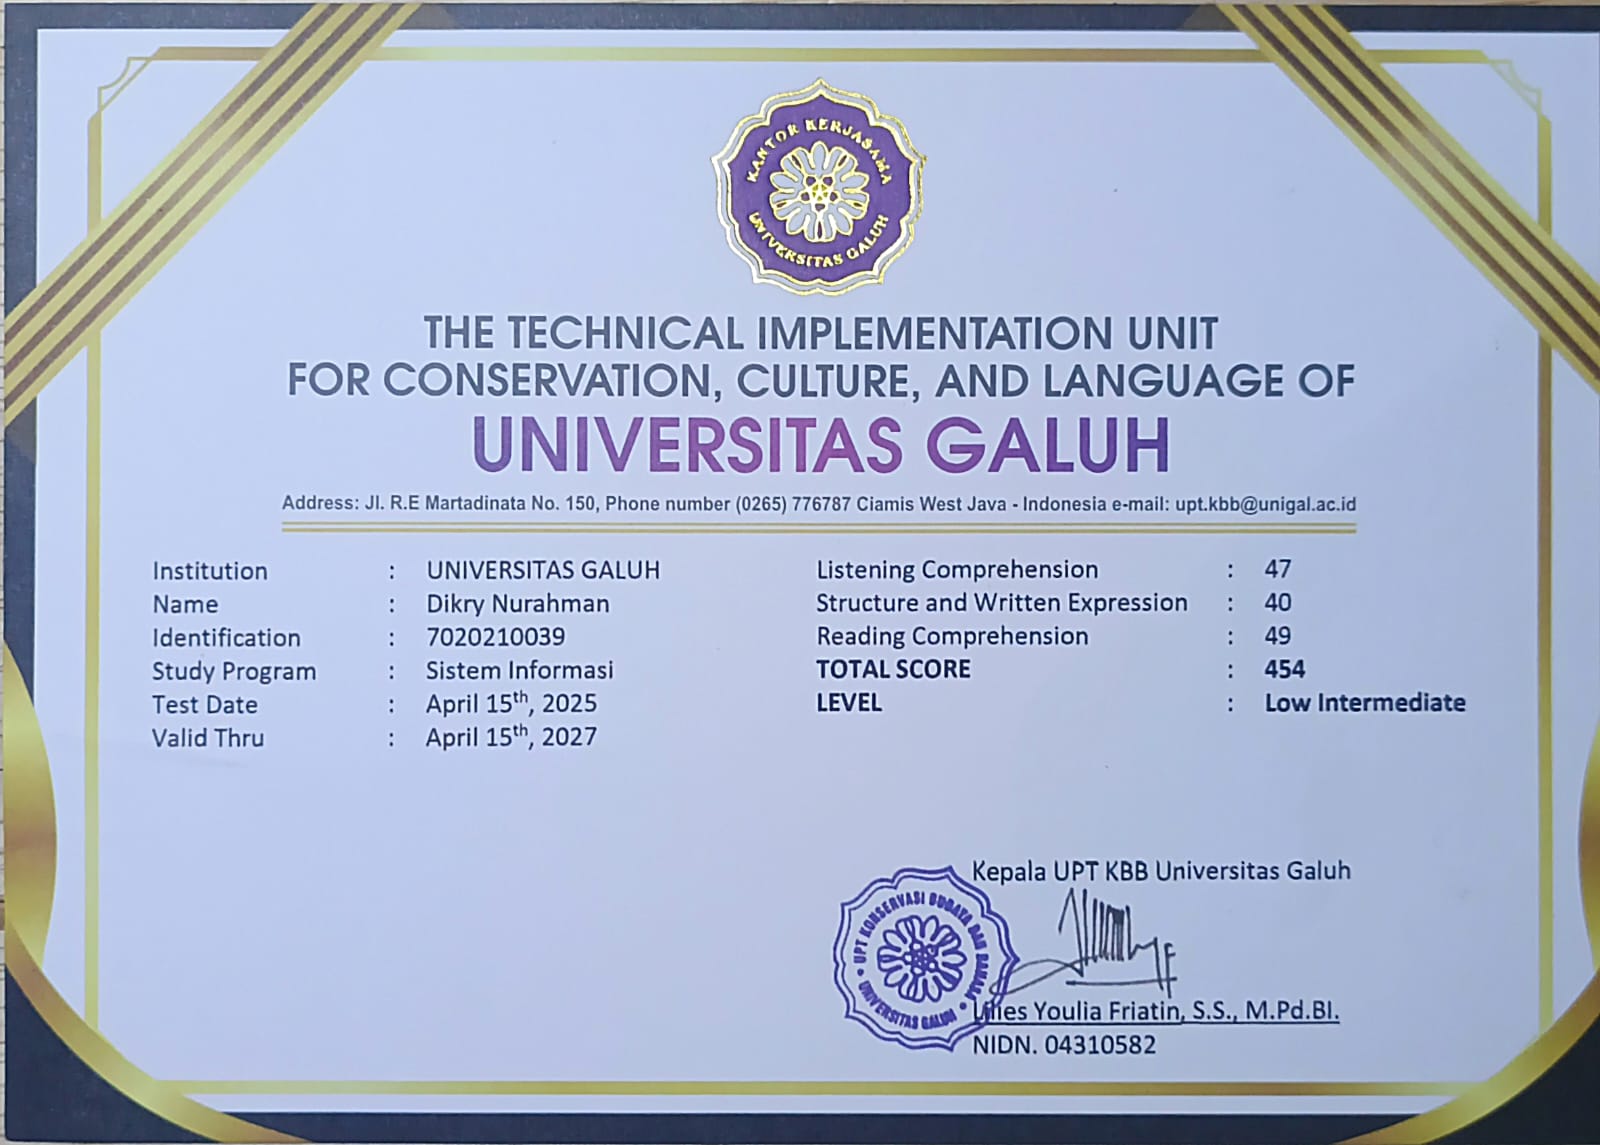 KANTOR KERJASAMA
UNIVERSITAS GALUH
THE TECHNICAL IMPLEMENTATION UNIT
FOR CONSERVATION, CULTURE, AND LANGUAGE OF
UNIVERSITAS GALUH
Address: Jl. R.E Martadinata No. 150, Phone number (0265) 776787 Ciamis West Java - Indonesia e-mail: upt.kbb@unigal.ac.id
Institution : UNIVERSITAS GALUH
Name : Dikry Nurahman
Identification : 7020210039
Study Program : Sistem Informasi
Test Date : April 15th, 2025
Valid Thru : April 15th, 2027
Listening Comprehension : 47
Structure and Written Expression : 40
Reading Comprehension : 49
TOTAL SCORE : 454
LEVEL : Low Intermediate
Kepala UPT KBB Universitas Galuh
UPT KONSERVASI BUDAYA DAN BAHASA
UNIVERSITAS GALUH
Lilies Youlia Friatin, S.S., M.Pd.BI.
NIDN. 04310582